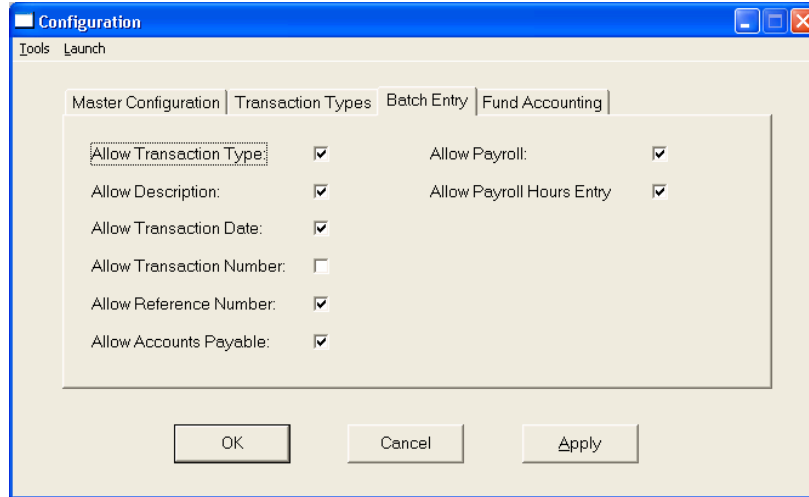 Configuration
Tools Launch
Master Configuration Transaction Types Batch Entry Fund Accounting
Allow Transaction Type: Allow Payroll:
Allow Description: Allow Payroll Hours Entry
Allow Transaction Date:
Allow Transaction Number:
Allow Reference Number:
Allow Accounts Payable:
OK Cancel Apply